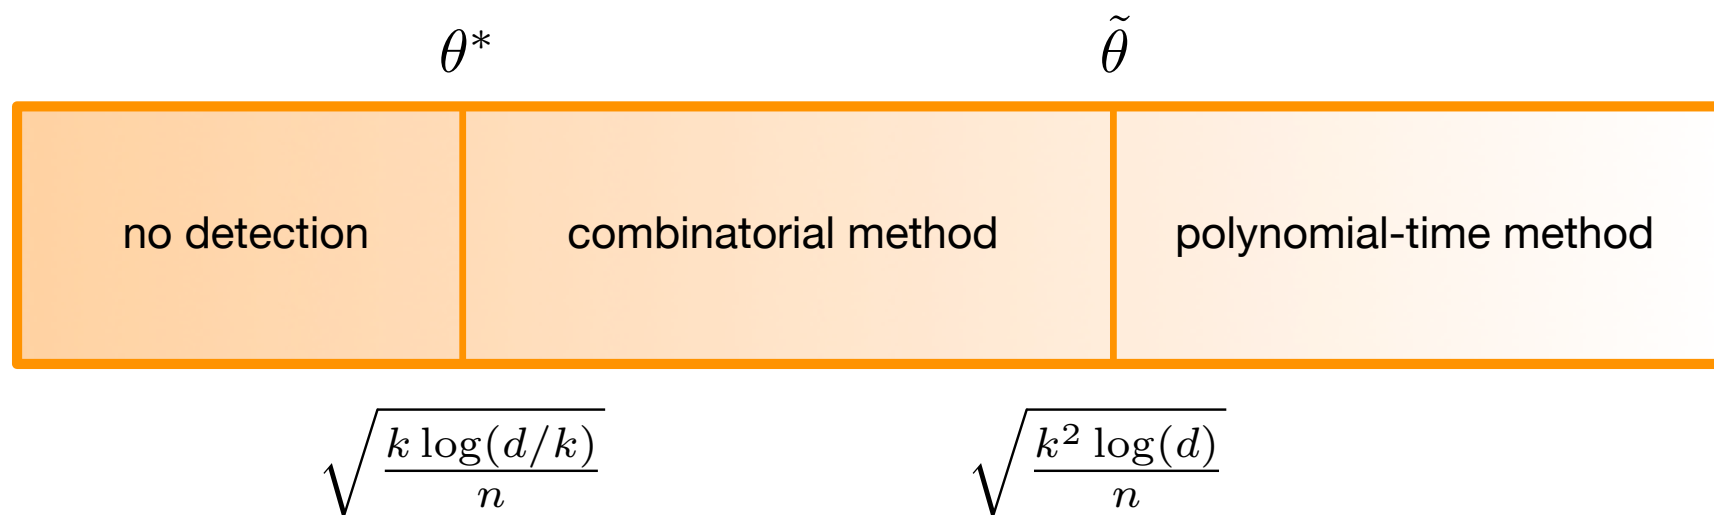 θ* θ̃
no detection combinatorial method polynomial-time method
√(k log(d/k)/n) √(k² log(d)/n)